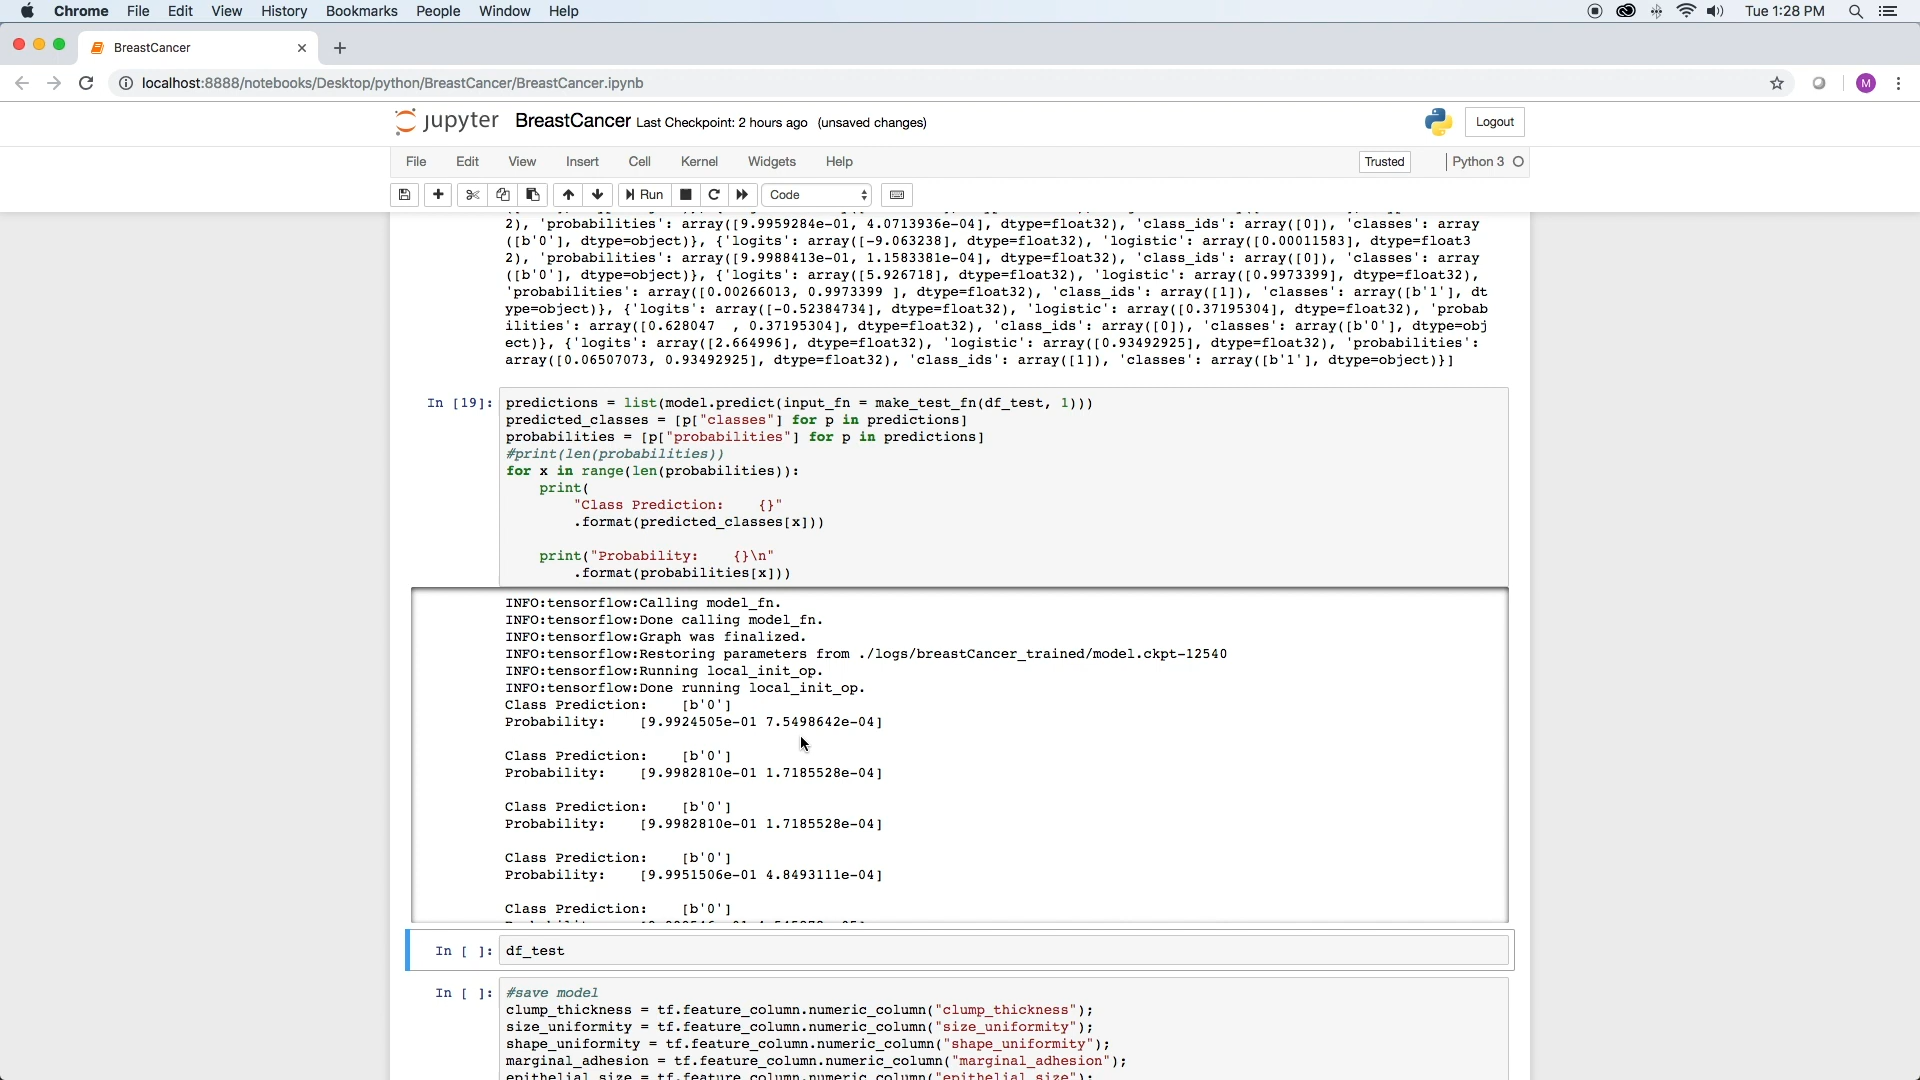 Chrome File Edit View History Bookmarks People Window Help Tue 1:28 PM
BreastCancer
localhost:8888/notebooks/Desktop/python/BreastCancer/BreastCancer.ipynb M
jupyter BreastCancer Last Checkpoint: 2 hours ago (unsaved changes) Logout
File Edit View Insert Cell Kernel Widgets Help Trusted Python 3
Run Code
2), 'probabilities': array([9.9959284e-01, 4.0713936e-04], dtype=float32), 'class_ids': array([0]), 'classes': array
([b'0'], dtype=object)}, {'logits': array([-9.063238], dtype=float32), 'logistic': array([0.00011583], dtype=float3
2), 'probabilities': array([9.9988413e-01, 1.1583381e-04], dtype=float32), 'class_ids': array([0]), 'classes': array
([b'0'], dtype=object)}, {'logits': array([5.926718], dtype=float32), 'logistic': array([0.9973399], dtype=float32),
'probabilities': array([0.00266013, 0.9973399 ], dtype=float32), 'class_ids': array([1]), 'classes': array([b'1'], dt
ype=object)}, {'logits': array([-0.52384734], dtype=float32), 'logistic': array([0.37195304], dtype=float32), 'probab
ilities': array([0.628047  , 0.37195304], dtype=float32), 'class_ids': array([0]), 'classes': array([b'0'], dtype=obj
ect)}, {'logits': array([2.664996], dtype=float32), 'logistic': array([0.93492925], dtype=float32), 'probabilities':
array([0.06507073, 0.93492925], dtype=float32), 'class_ids': array([1]), 'classes': array([b'1'], dtype=object)}]
In [19]: predictions = list(model.predict(input_fn = make_test_fn(df_test, 1)))
predicted_classes = [p["classes"] for p in predictions]
probabilities = [p["probabilities"] for p in predictions]
#print(len(probabilities))
for x in range(len(probabilities)):
print(
"Class Prediction:    {}"
.format(predicted_classes[x]))
print("Probability:    {}\n"
.format(probabilities[x]))
INFO:tensorflow:Calling model_fn.
INFO:tensorflow:Done calling model_fn.
INFO:tensorflow:Graph was finalized.
INFO:tensorflow:Restoring parameters from ./logs/breastCancer_trained/model.ckpt-12540
INFO:tensorflow:Running local_init_op.
INFO:tensorflow:Done running local_init_op.
Class Prediction:    [b'0']
Probability:    [9.9924505e-01 7.5498642e-04]
Class Prediction:    [b'0']
Probability:    [9.9982810e-01 1.7185528e-04]
Class Prediction:    [b'0']
Probability:    [9.9982810e-01 1.7185528e-04]
Class Prediction:    [b'0']
Probability:    [9.9951506e-01 4.8493111e-04]
Class Prediction:    [b'0']
In [ ]: df_test
In [ ]: #save model
clump_thickness = tf.feature_column.numeric_column("clump_thickness");
size_uniformity = tf.feature_column.numeric_column("size_uniformity");
shape_uniformity = tf.feature_column.numeric_column("shape_uniformity");
marginal_adhesion = tf.feature_column.numeric_column("marginal_adhesion");
epithelial_size = tf.feature_column.numeric_column("epithelial_size");